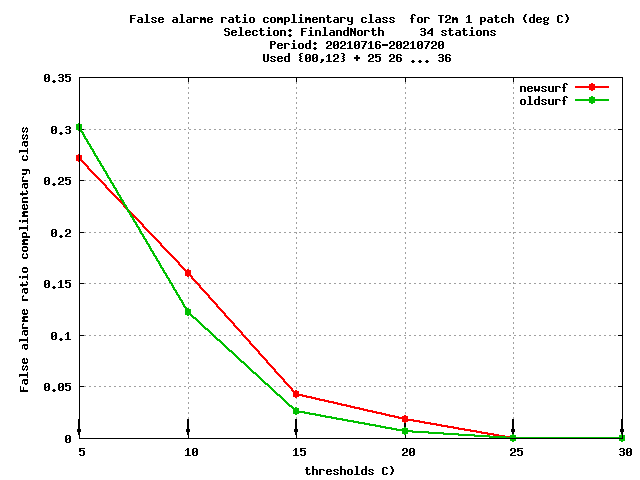 False alarme ratio complimentary class  for T2m 1 patch (deg C)
Selection: FinlandNorth     34 stations
Period: 20210716-20210720
Used {00,12} + 25 26 ... 36
newsurf
oldsurf
False alarme ratio complimentary class
0.35
0.3
0.25
0.2
0.15
0.1
0.05
0
5 10 15 20 25 30
thresholds C)